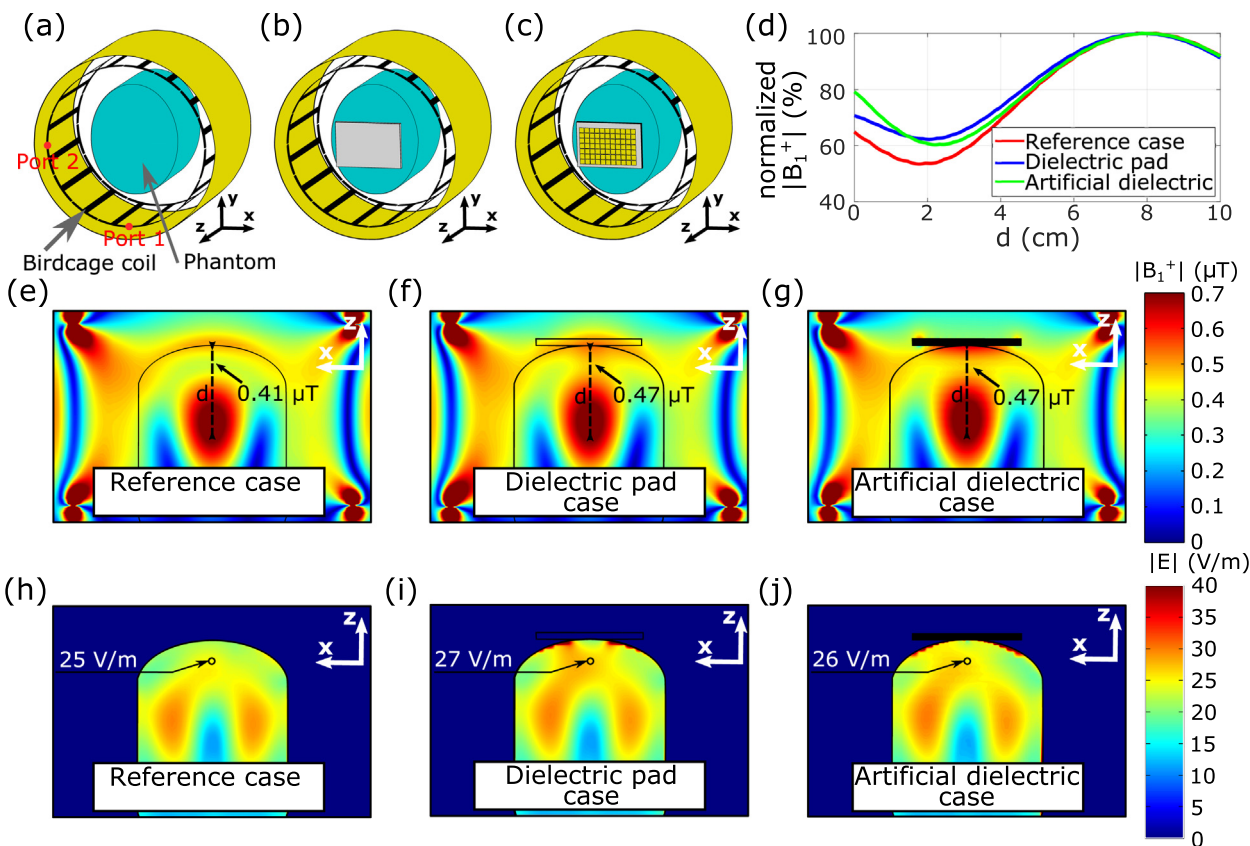 (a)
(b)
(c)
(d)
Port 2
Port 1
Birdcage coil
Phantom
y
x
z
y
x
z
y
x
z
normalized
|B₁⁺| (%)
100
80
60
40
Reference case
Dielectric pad
Artificial dielectric
0
2
4
6
8
10
d (cm)
(e)
z
x
d
0.41 µT
Reference case
(f)
z
x
d
0.47 µT
Dielectric pad
case
(g)
z
x
d
0.47 µT
Artificial dielectric
case
|B₁⁺| (µT)
0.7
0.6
0.5
0.4
0.3
0.2
0.1
0
(h)
z
x
25 V/m
Reference case
(i)
z
x
27 V/m
Dielectric pad
case
(j)
z
x
26 V/m
Artificial dielectric
case
|E| (V/m)
40
35
30
25
20
15
10
5
0